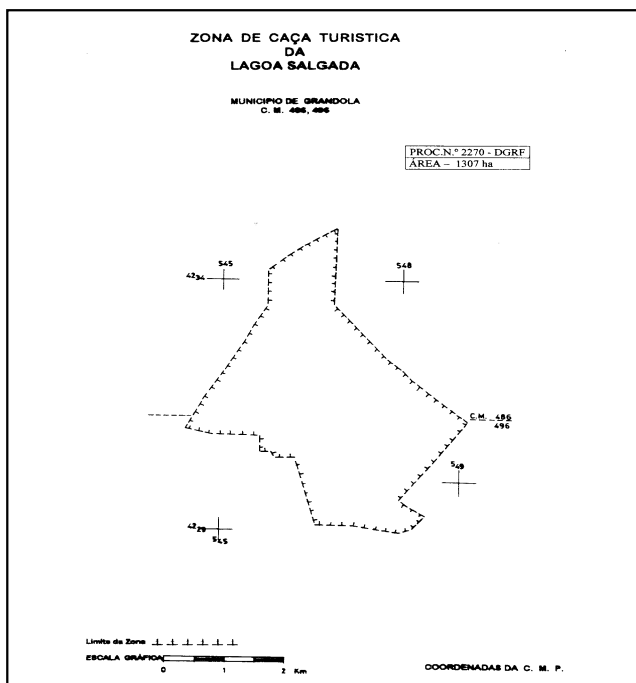 ZONA DE CAÇA TURISTICA
DA
LAGOA SALGADA
MUNICIPIO DE GRANDOLA
C. M. 486, 496
PROC.N.º 2270 - DGRF
ÁREA – 1307 ha
545
4234
548
C.M. 486
496
549
4229
545
Limite da Zona
ESCALA GRÁFICA
0 1 2 Km
COORDENADAS DA C. M. P.